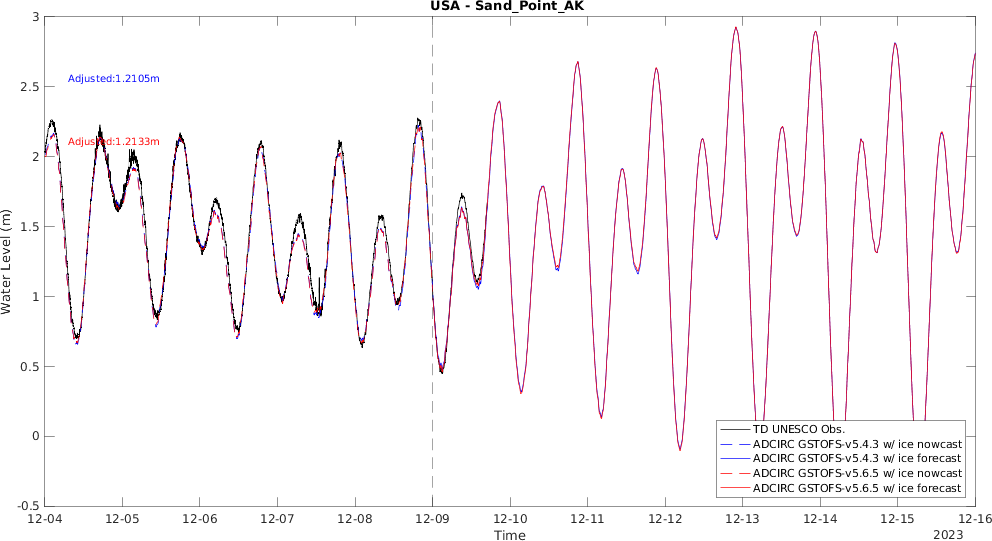 USA - Sand_Point_AK
3
2.5
2
1.5
1
0.5
0
-0.5
Water Level (m)
Adjusted:1.2105m
Adjusted:1.2133m
TD UNESCO Obs.
ADCIRC GSTOFS-v5.4.3 w/ ice nowcast
ADCIRC GSTOFS-v5.4.3 w/ ice forecast
ADCIRC GSTOFS-v5.6.5 w/ ice nowcast
ADCIRC GSTOFS-v5.6.5 w/ ice forecast
12-04 12-05 12-06 12-07 12-08 12-09 12-10 12-11 12-12 12-13 12-14 12-15 12-16
Time
2023